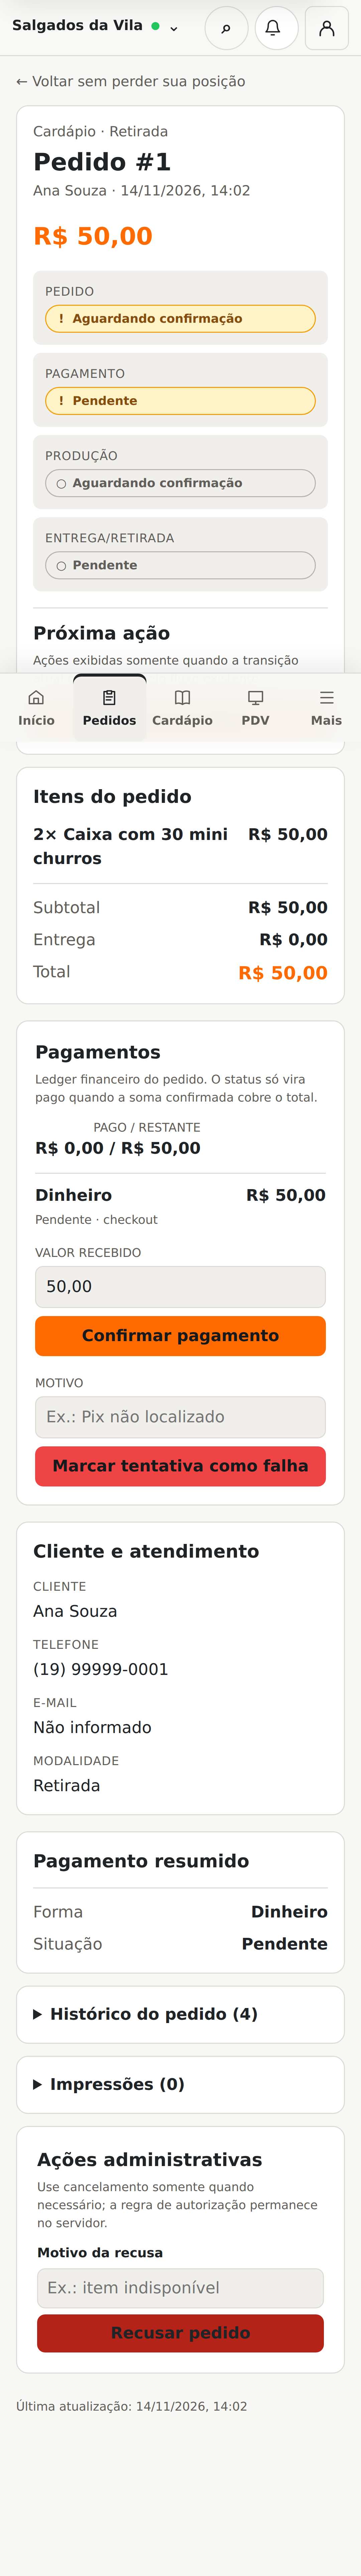 Salgados da Vila
← Voltar sem perder sua posição
Cardápio · Retirada
Pedido #1
Ana Souza · 14/11/2026, 14:02
R$ 50,00
PEDIDO
! Aguardando confirmação
PAGAMENTO
! Pendente
PRODUÇÃO
Aguardando confirmação
ENTREGA/RETIRADA
Pendente
Próxima ação
Ações exibidas somente quando a transição
Início Pedidos Cardápio PDV Mais
Itens do pedido
2× Caixa com 30 mini R$ 50,00
churros
Subtotal R$ 50,00
Entrega R$ 0,00
Total R$ 50,00
Pagamentos
Ledger financeiro do pedido. O status só vira
pago quando a soma confirmada cobre o total.
PAGO / RESTANTE
R$ 0,00 / R$ 50,00
Dinheiro R$ 50,00
Pendente · checkout
VALOR RECEBIDO
50,00
Confirmar pagamento
MOTIVO
Ex.: Pix não localizado
Marcar tentativa como falha
Cliente e atendimento
CLIENTE
Ana Souza
TELEFONE
(19) 99999-0001
E-MAIL
Não informado
MODALIDADE
Retirada
Pagamento resumido
Forma Dinheiro
Situação Pendente
Histórico do pedido (4)
Impressões (0)
Ações administrativas
Use cancelamento somente quando
necessário; a regra de autorização permanece
no servidor.
Motivo da recusa
Ex.: item indisponível
Recusar pedido
Última atualização: 14/11/2026, 14:02